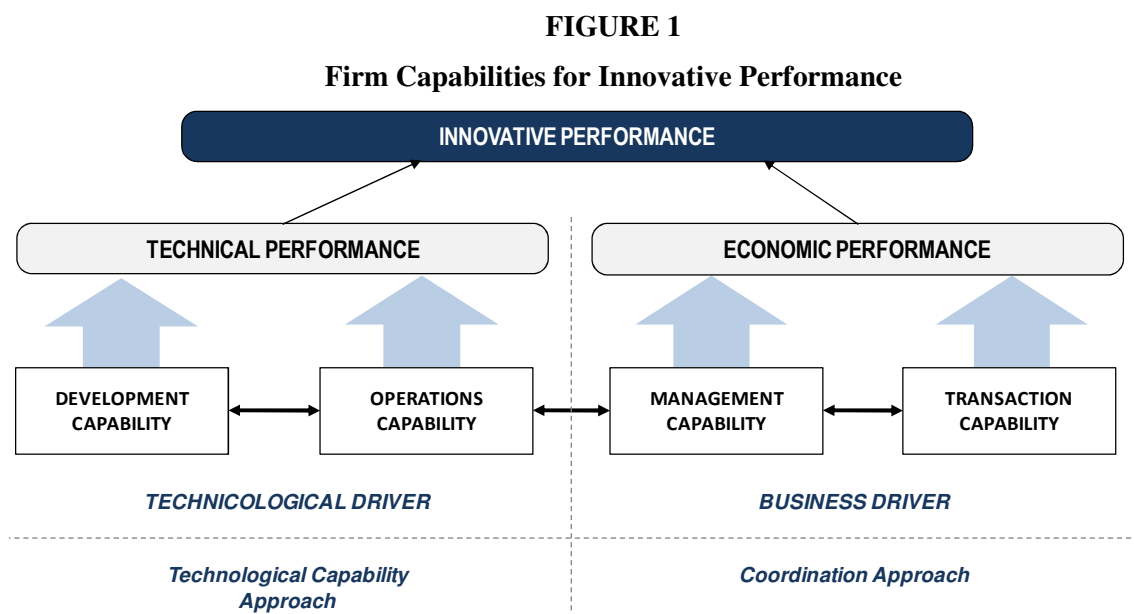 FIGURE 1
Firm Capabilities for Innovative Performance
INNOVATIVE PERFORMANCE
TECHNICAL PERFORMANCE
ECONOMIC PERFORMANCE
DEVELOPMENT
CAPABILITY
OPERATIONS
CAPABILITY
MANAGEMENT
CAPABILITY
TRANSACTION
CAPABILITY
TECHNICOLOGICAL DRIVER
BUSINESS DRIVER
Technological Capability
Approach
Coordination Approach